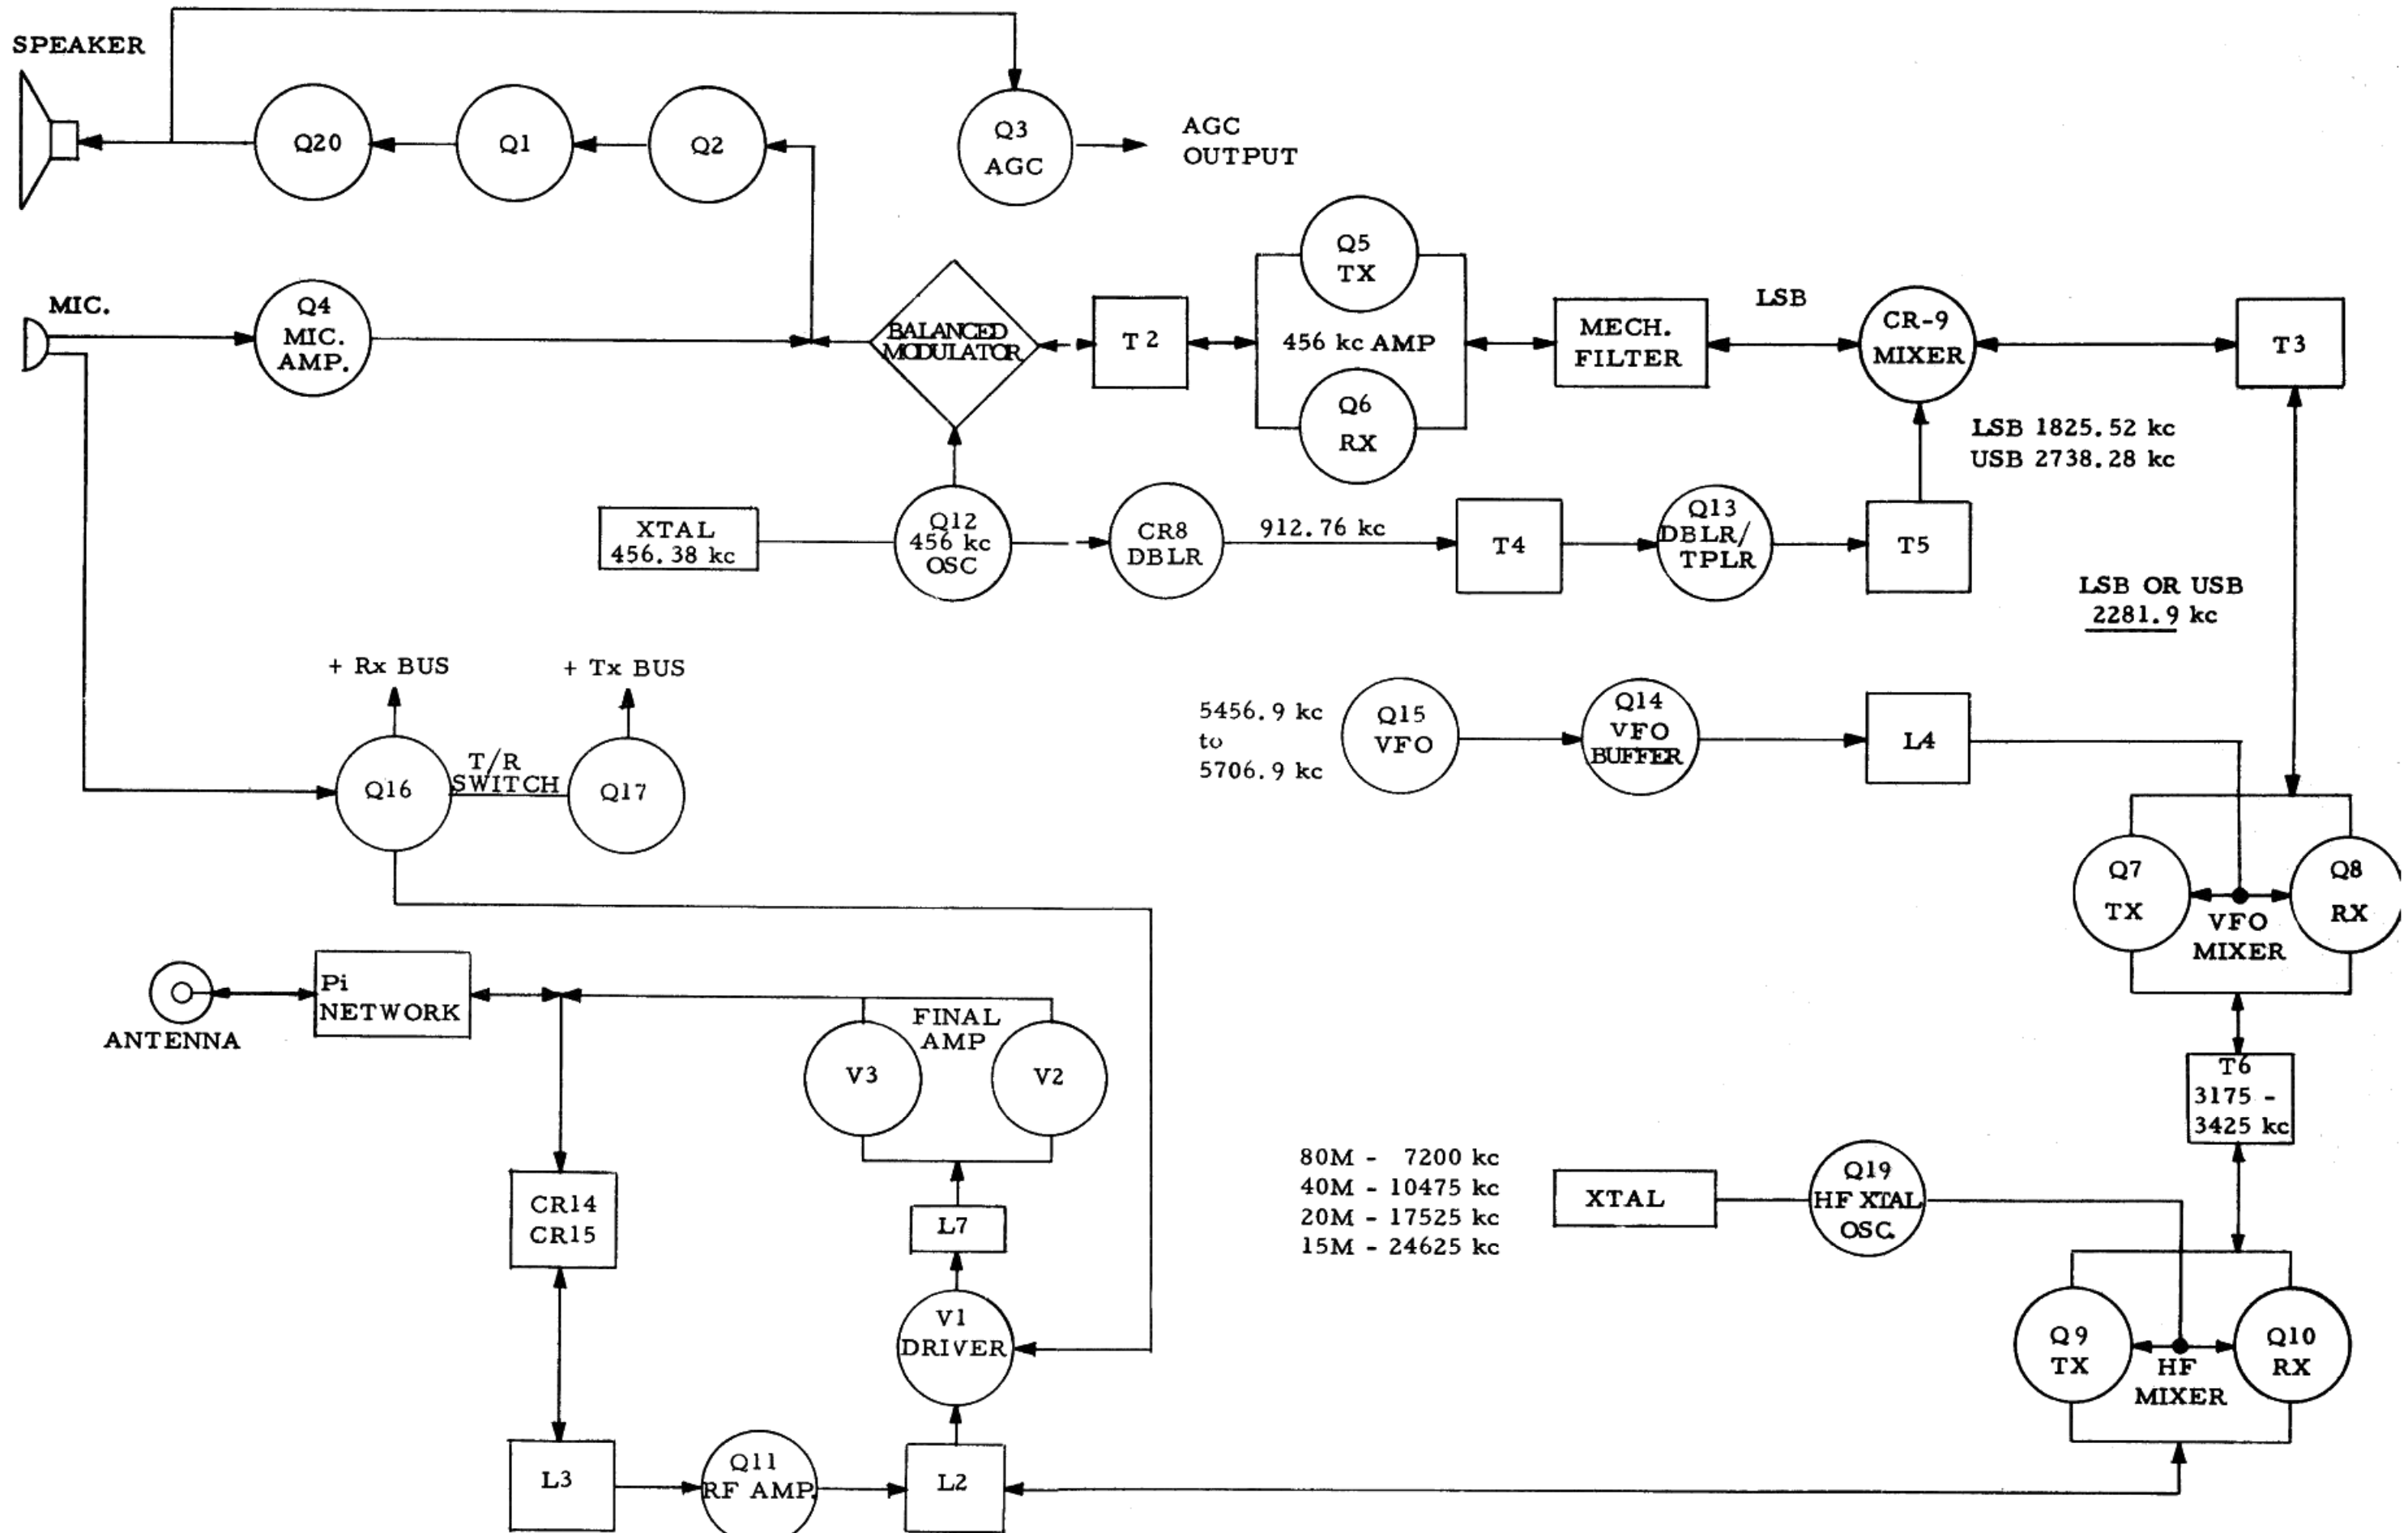 SPEAKER
Q20
Q1
Q2
Q3
AGC
AGC
OUTPUT
MIC.
Q4
MIC.
AMP.
BALANCED
MODULATOR
T2
Q5
TX
456 kc AMP
Q6
RX
MECH.
FILTER
LSB
CR-9
MIXER
T3
LSB 1825.52 kc
USB 2738.28 kc
XTAL
456.38 kc
Q12
456 kc
OSC
CR8
DBLR
912.76 kc
T4
Q13
DBLR/
TPLR
T5
LSB OR USB
2281.9 kc
+ Rx BUS
+ Tx BUS
Q16
T/R
SWITCH
Q17
5456.9 kc
to
5706.9 kc
Q15
VFO
Q14
VFO
BUFFER
L4
Q7
TX
Q8
RX
VFO
MIXER
ANTENNA
Pi
NETWORK
FINAL
AMP
V3
V2
T6
3175 -
3425 kc
CR14
CR15
L7
80M - 7200 kc
40M - 10475 kc
20M - 17525 kc
15M - 24625 kc
XTAL
Q19
HF XTAL
OSC.
V1
DRIVER
Q9
TX
Q10
RX
HF
MIXER
L3
Q11
RF AMP.
L2